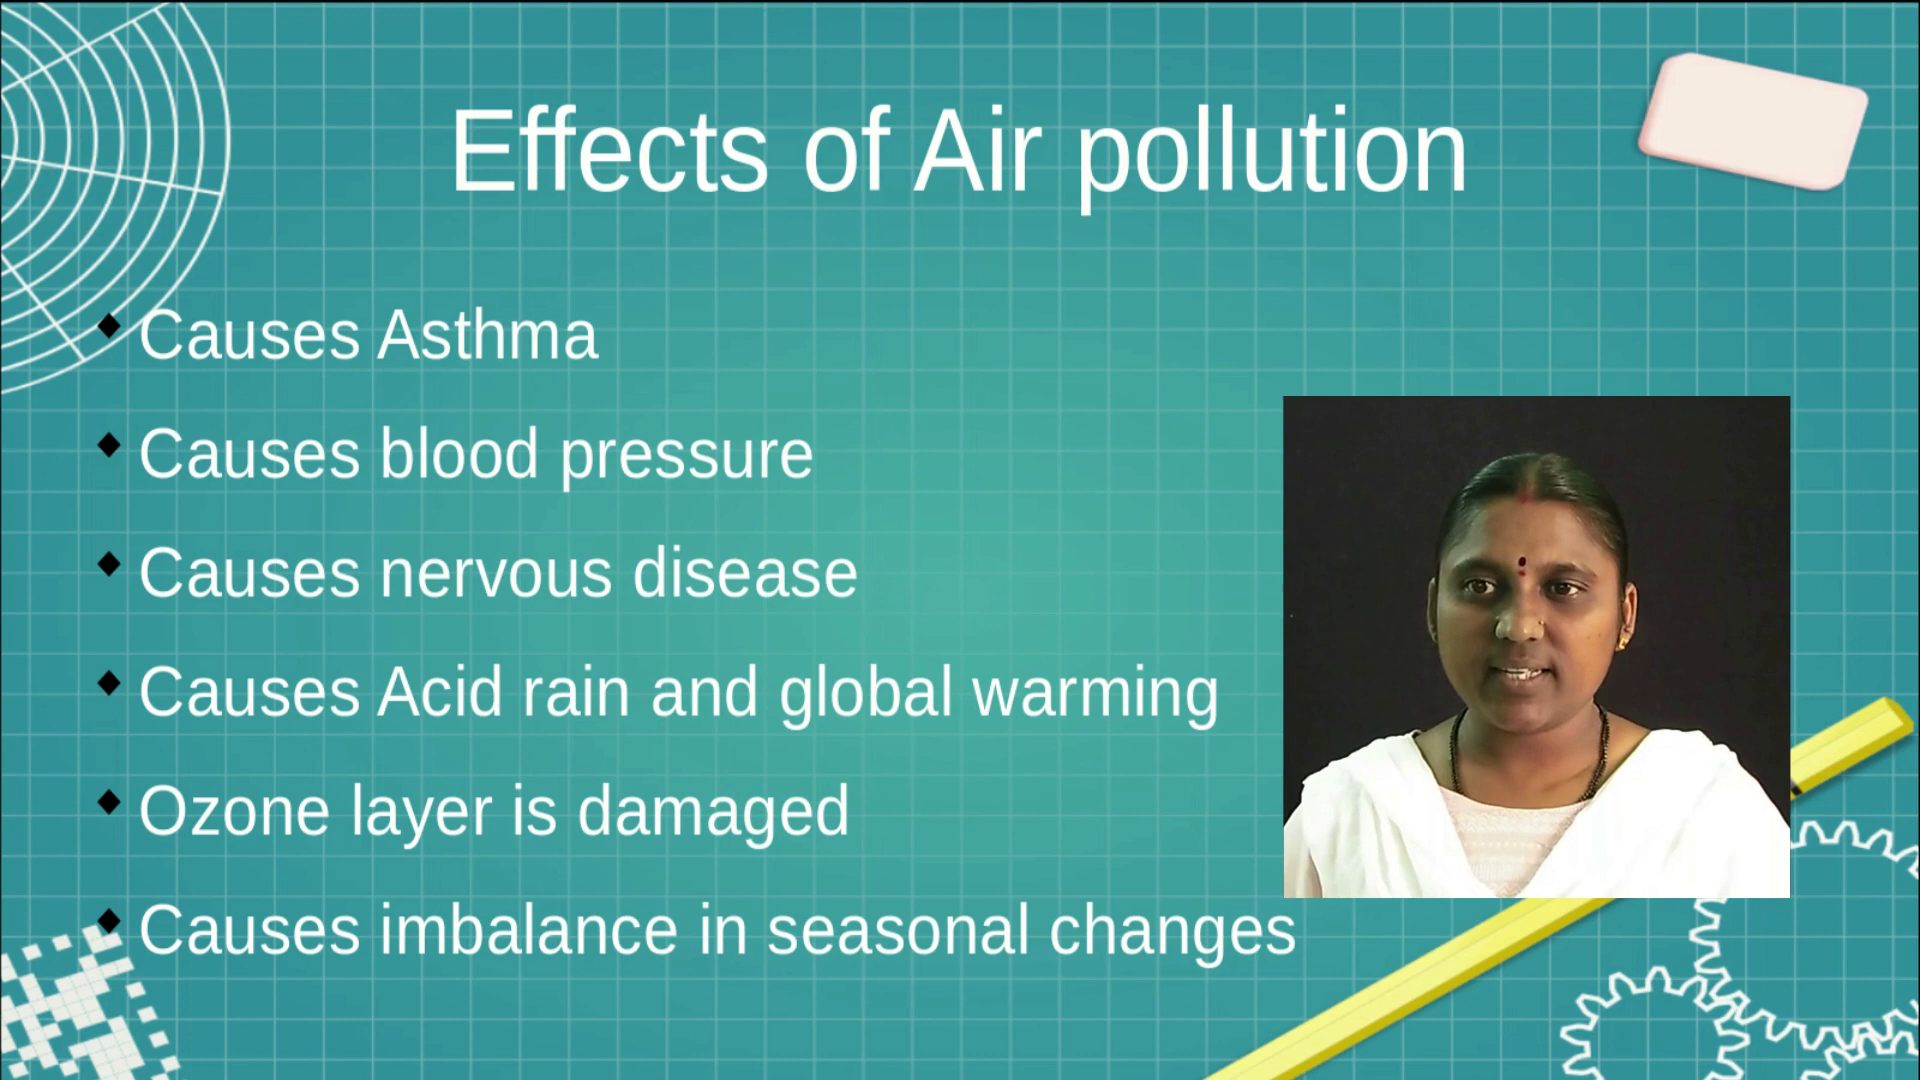 Effects of Air pollution
Causes Asthma
Causes blood pressure
Causes nervous disease
Causes Acid rain and global warming
Ozone layer is damaged
Causes imbalance in seasonal changes